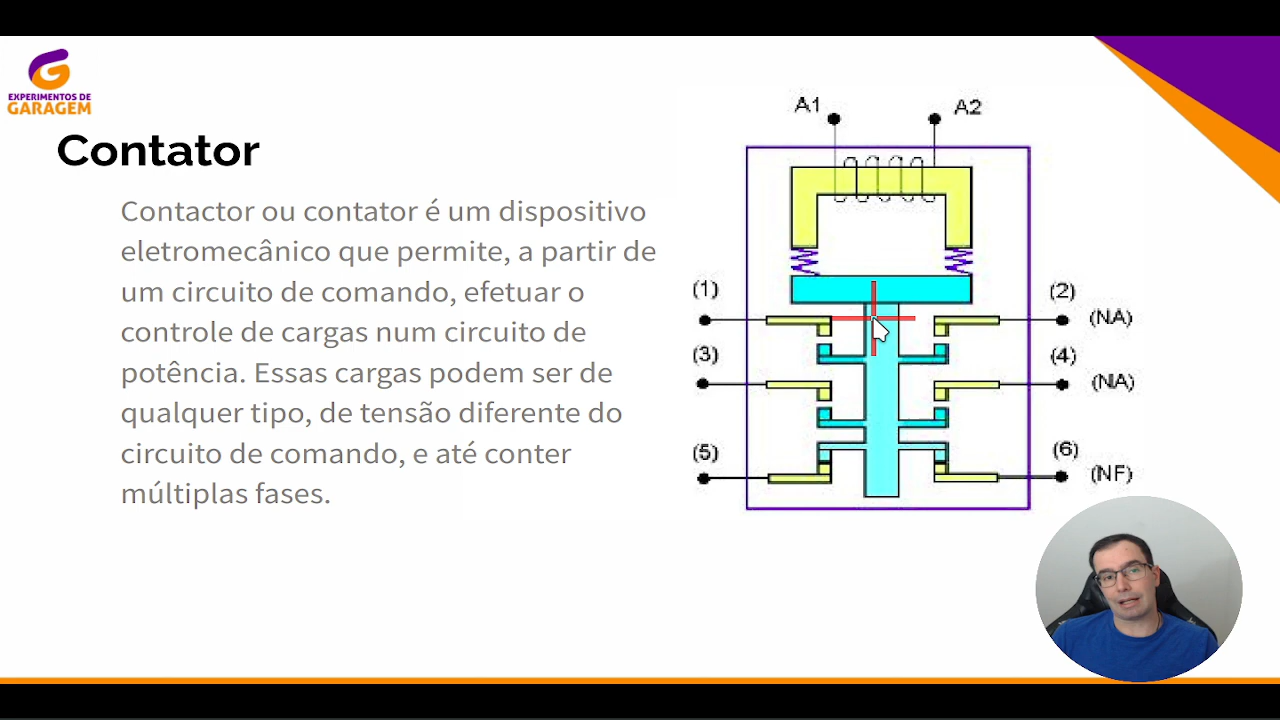 EXPERIMENTOS DE
GARAGEM
Contator
Contactor ou contator é um dispositivo
eletromecânico que permite, a partir de
um circuito de comando, efetuar o
controle de cargas num circuito de
potência. Essas cargas podem ser de
qualquer tipo, de tensão diferente do
circuito de comando, e até conter
múltiplas fases.
A1 A2
(1) (2)
(NA)
(3) (4)
(NA)
(5) (6)
(NF)